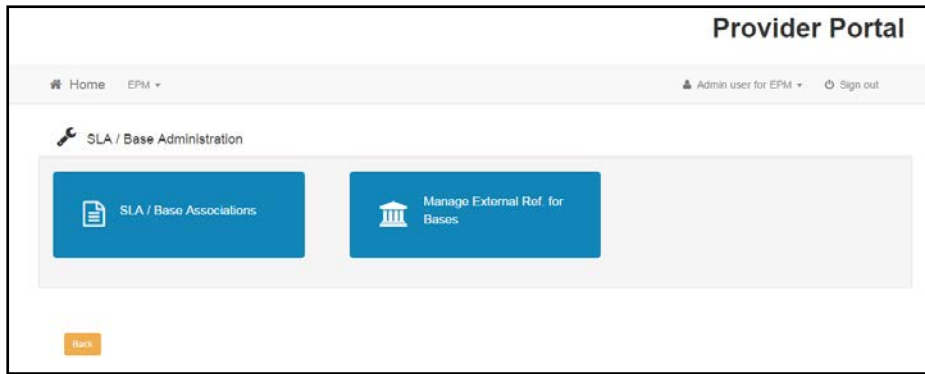 Provider Portal
Home EPM
Admin user for EPM Sign out
SLA / Base Administration
SLA / Base Associations
Manage External Ref. for
Bases
Back